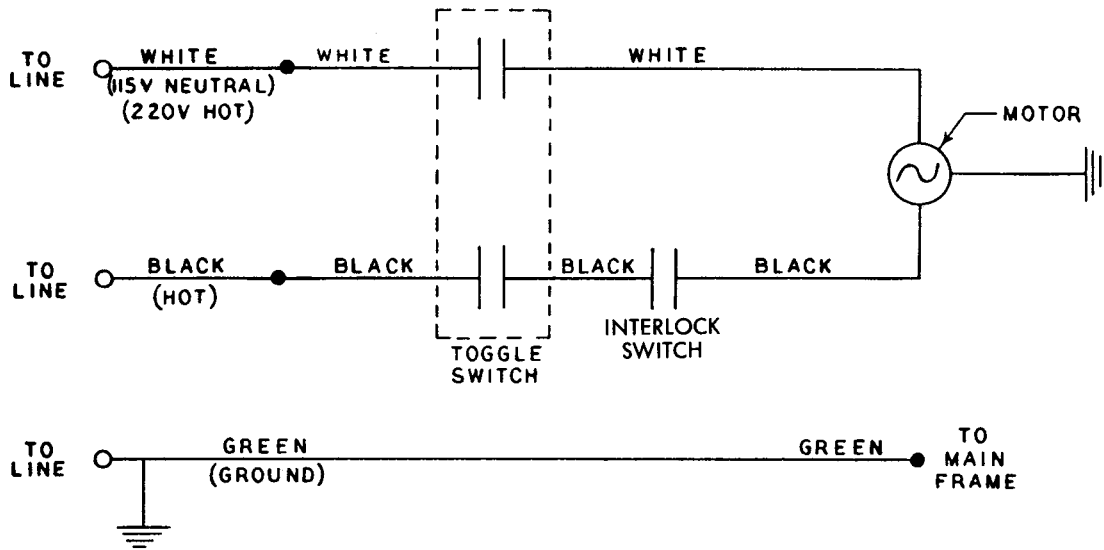 TO
LINE
WHITE
WHITE
WHITE
(115V NEUTRAL)
(220V HOT)
MOTOR
TO
LINE
BLACK
BLACK
BLACK
BLACK
(HOT)
INTERLOCK
SWITCH
TOGGLE
SWITCH
TO
LINE
GREEN
(GROUND)
GREEN
TO
MAIN
FRAME